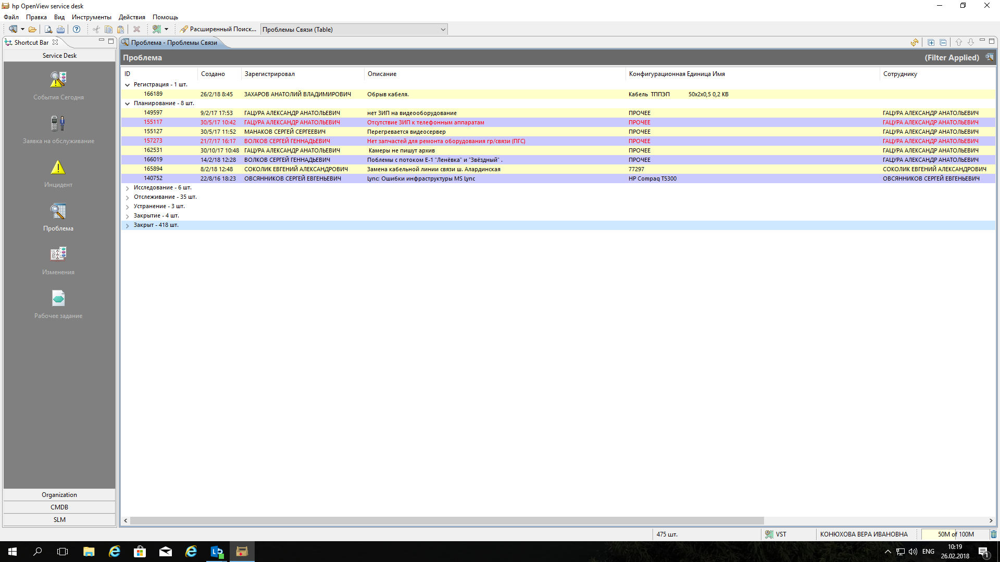 hp OpenView service desk
Файл Правка Вид Инструменты Действия Помощь
Расширенный Поиск... Проблемы Связи (Table)
Shortcut Bar
Service Desk
События Сегодня
Заявка на обслуживание
Инцидент
Проблема
Изменения
Рабочее задание
Organization
CMDB
SLM
Проблема - Проблемы Связи
Проблема (Filter Applied)
ID Создано Зарегистрировал Описание Конфигурационная Единица Имя Сотруднику
Регистрация - 1 шт.
166189 26/2/18 8:45 ЗАХАРОВ АНАТОЛИЙ ВЛАДИМИРОВИЧ Обрыв кабеля. Кабель ТППЭП 50x2x0,5 0,2 КВ
Планирование - 8 шт.
149597 9/2/17 17:53 ГАЦУРА АЛЕКСАНДР АНАТОЛЬЕВИЧ нет ЗИП на видеооборудование ПРОЧЕЕ ГАЦУРА АЛЕКСАНДР АНАТОЛЬЕВИЧ
155117 30/5/17 10:42 ГАЦУРА АЛЕКСАНДР АНАТОЛЬЕВИЧ Отсутствие ЗИП к телефонным аппаратам ПРОЧЕЕ ГАЦУРА АЛЕКСАНДР АНАТОЛЬЕВИЧ
155127 30/5/17 11:52 МАНАКОВ СЕРГЕЙ СЕРГЕЕВИЧ Перегревается видеосервер ПРОЧЕЕ ГАЦУРА АЛЕКСАНДР АНАТОЛЬЕВИЧ
157273 21/7/17 16:17 ВОЛКОВ СЕРГЕЙ ГЕННАДЬЕВИЧ Нет запчастей для ремонта оборудования гр/связи (ПГС) ПРОЧЕЕ ГАЦУРА АЛЕКСАНДР АНАТОЛЬЕВИЧ
162531 30/10/17 10:48 ГАЦУРА АЛЕКСАНДР АНАТОЛЬЕВИЧ Камеры не пишут архив ПРОЧЕЕ ГАЦУРА АЛЕКСАНДР АНАТОЛЬЕВИЧ
166019 14/2/18 12:28 ВОЛКОВ СЕРГЕЙ ГЕННАДЬЕВИЧ Поблемы с потоком Е-1 "Ленёвка" и "Звёздный" . ПРОЧЕЕ ГАЦУРА АЛЕКСАНДР АНАТОЛЬЕВИЧ
165894 8/2/18 12:48 СОКОЛИК ЕВГЕНИЙ АЛЕКСАНДРОВИЧ Замена кабельной линии связи ш. Алардинская 77297 СОКОЛИК ЕВГЕНИЙ АЛЕКСАНДРОВИЧ
140752 22/8/16 18:23 ОВСЯННИКОВ СЕРГЕЙ ЕВГЕНЬЕВИЧ Lync: Ошибки инфраструктуры MS Lync HP Compaq T5300 ОВСЯННИКОВ СЕРГЕЙ ЕВГЕНЬЕВИЧ
Исследование - 6 шт.
Отслеживание - 35 шт.
Устранение - 3 шт.
Закрытие - 4 шт.
Закрыт - 418 шт.
475 шт. VST КОНЮХОВА ВЕРА ИВАНОВНА 50M of 100M
ENG 10:19
26.02.2018
1